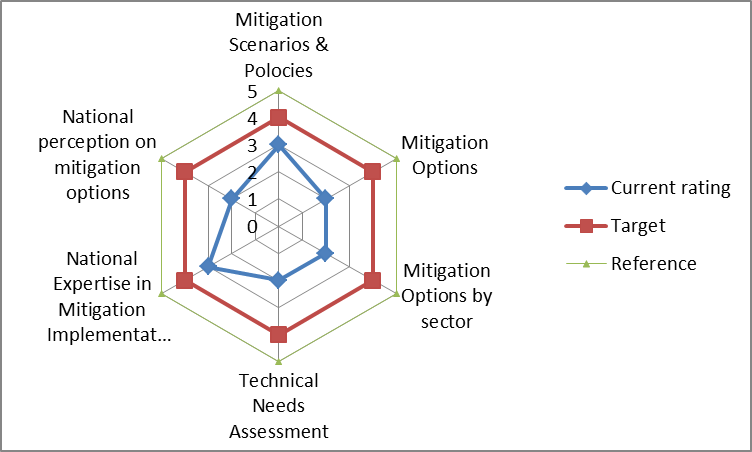 Mitigation
Scenarios &
Polocies
5
4
3
2
1
0
Mitigation
Options
Mitigation
Options by
sector
Technical
Needs
Assessment
National
Expertise in
Mitigation
Implementat...
National
perception on
mitigation
options
Current rating
Target
Reference